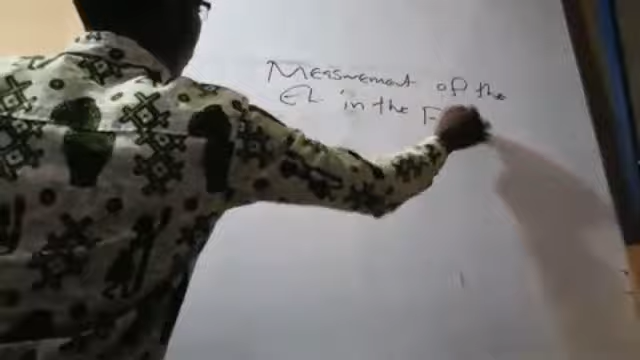 Measurement of the
EL in the F